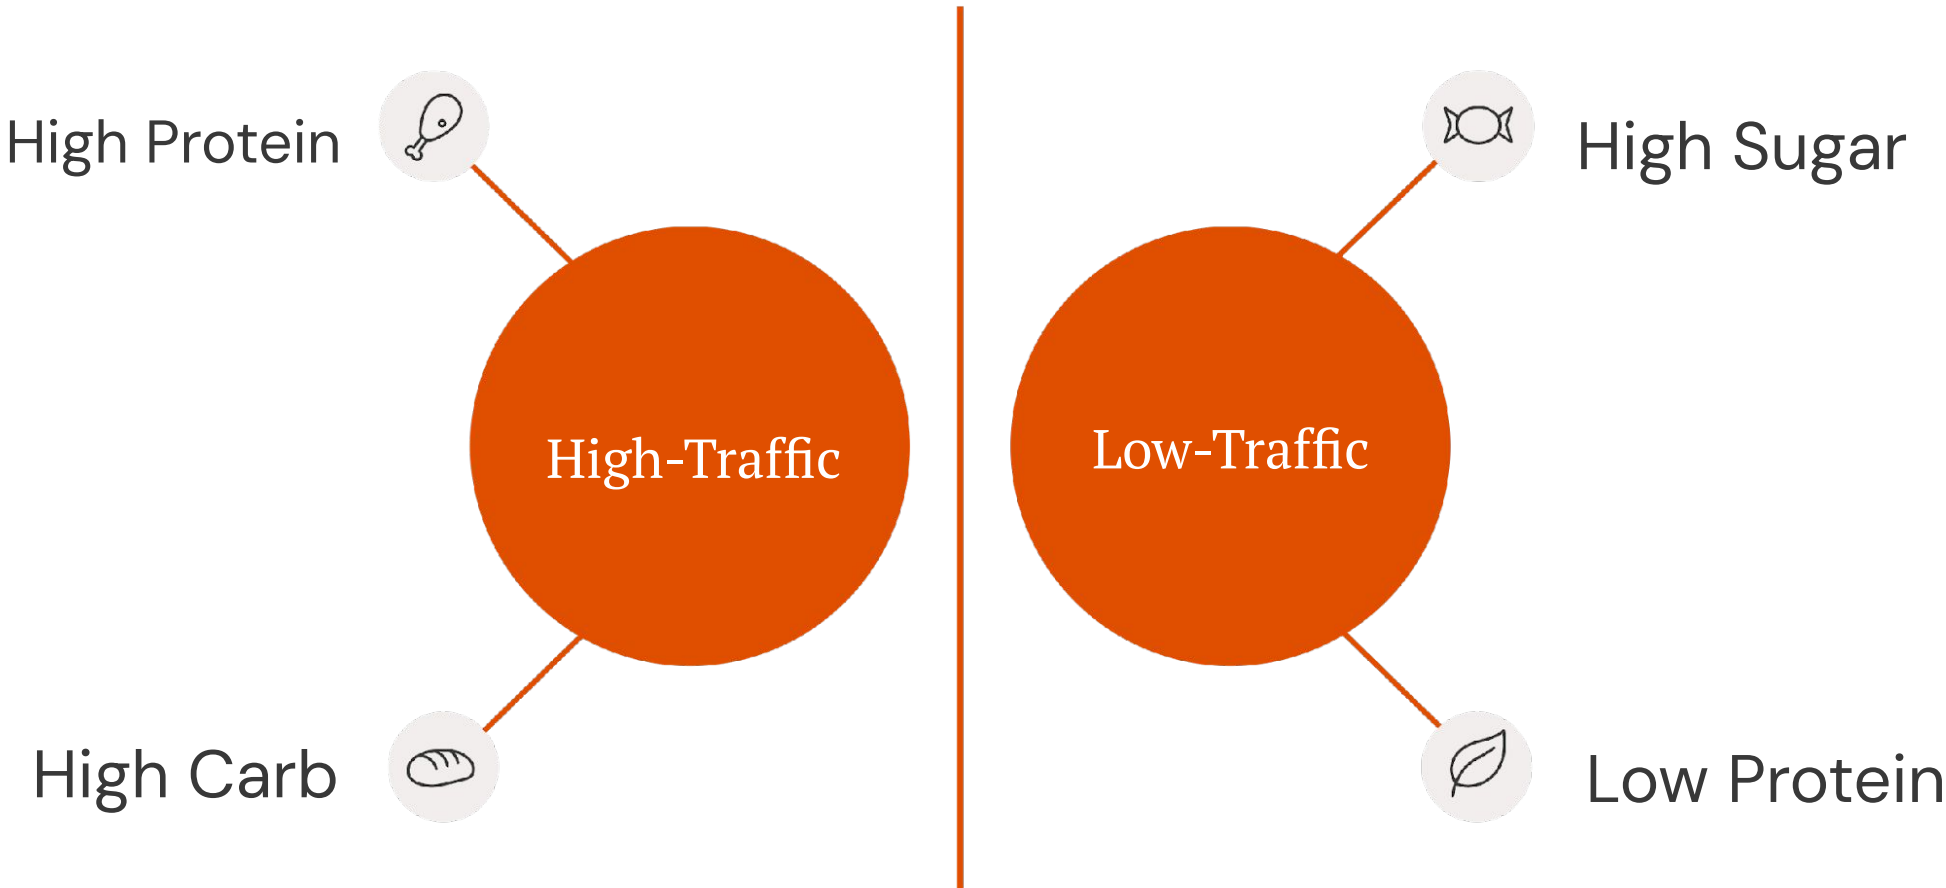 High Protein
High-Traffic
High Carb
High Sugar
Low-Traffic
Low Protein